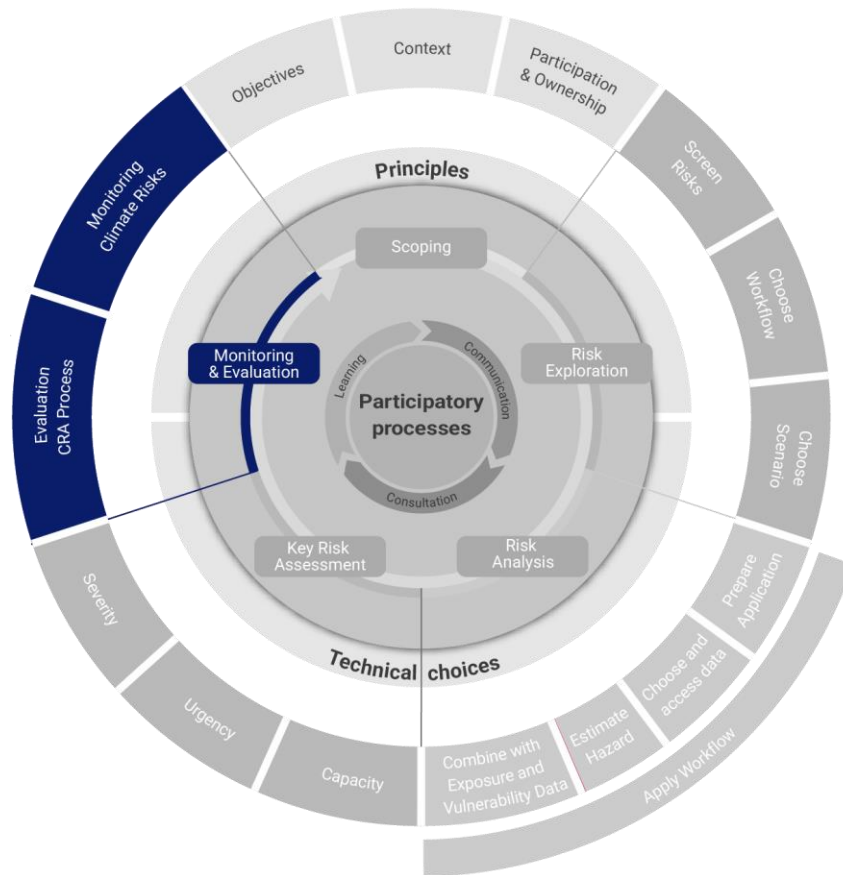 Objectives
Context
Participation
& Ownership
Screen
Risks
Choose
Workflow
Choose
Scenario
Prepare
Application
Choose and
access data
Estimate
Hazard
Combine with
Exposure and
Vulnerability Data
Apply Workflow
Capacity
Urgency
Severity
Evaluation
CRA Process
Monitoring
Climate Risks
Principles
Technical choices
Scoping
Risk
Exploration
Risk
Analysis
Key Risk
Assessment
Monitoring
& Evaluation
Learning
Communication
Consultation
Participatory
processes